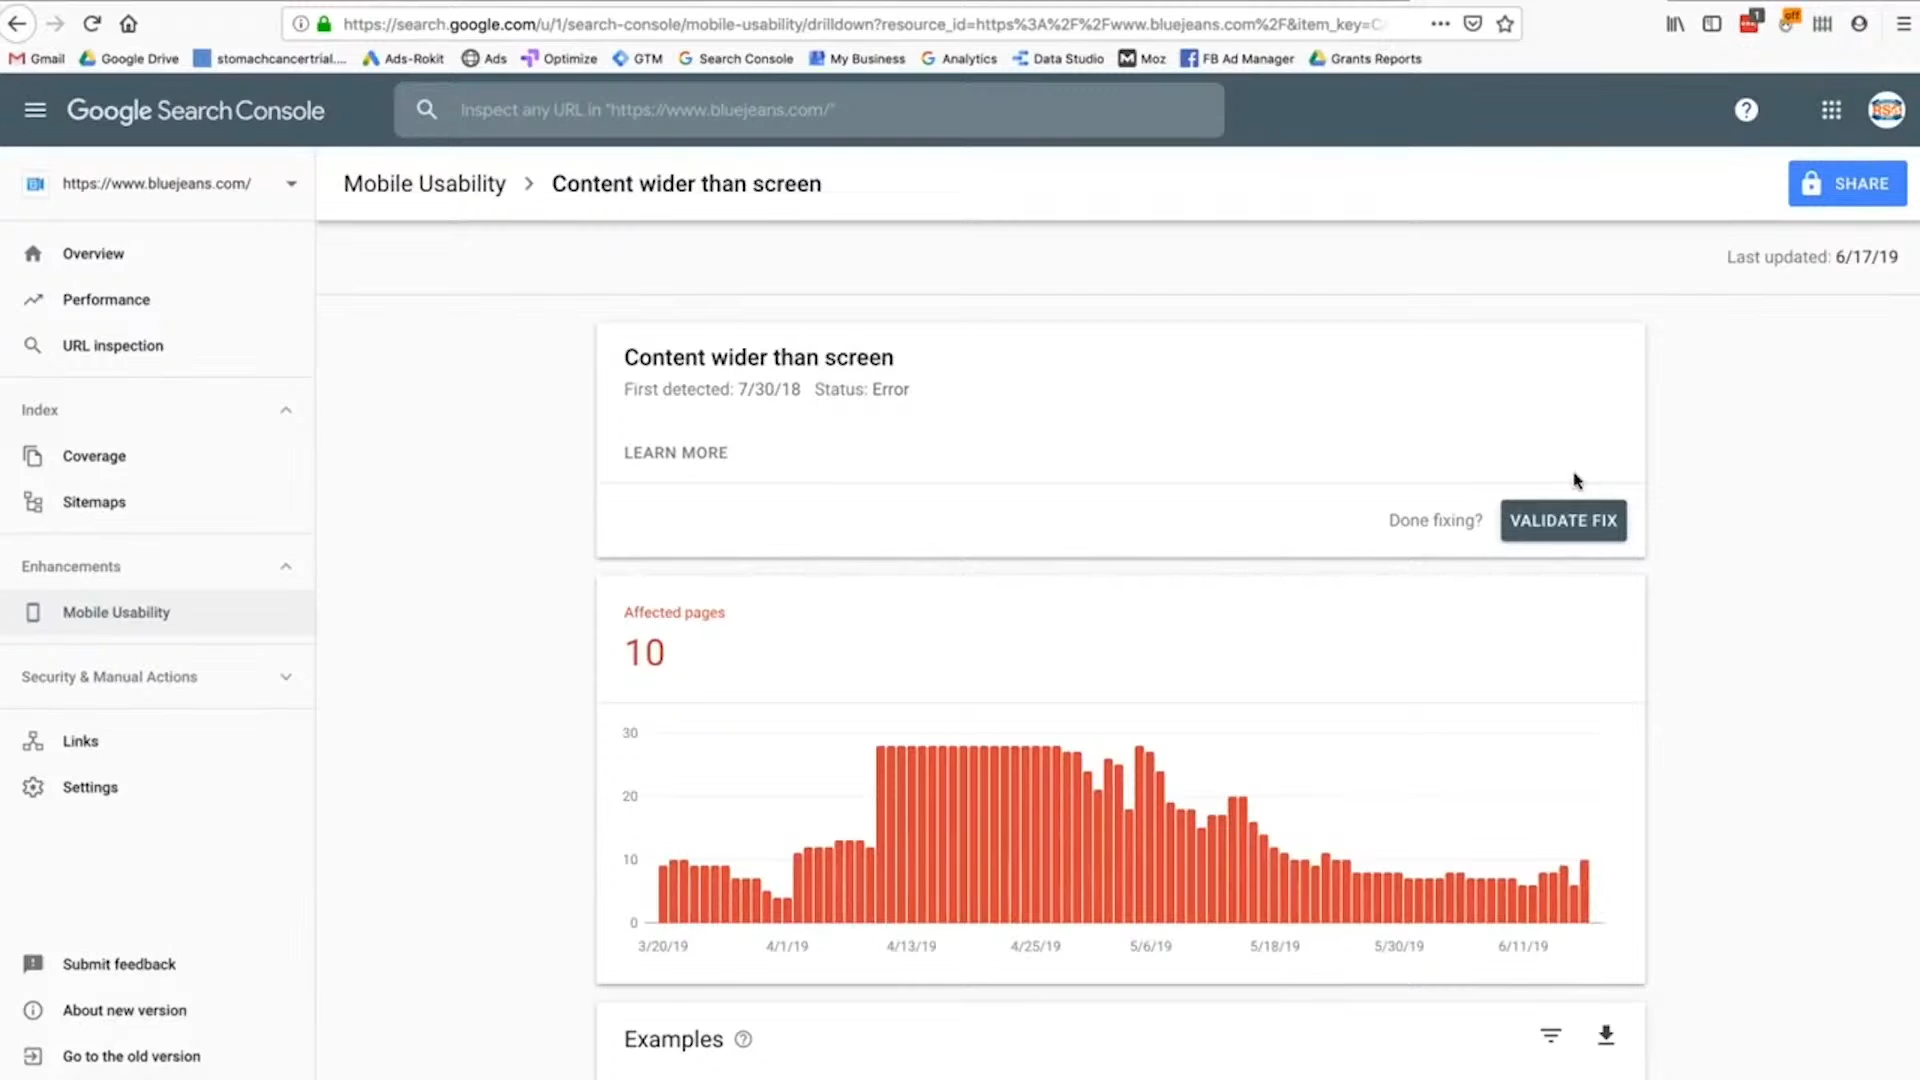 https://search.google.com/u/1/search-console/mobile-usability/drilldown?resource_id=https%3A%2F%2Fwww.bluejeans.com%2F&item_key=C
1
off
Gmail
Google Drive
stomachcancertrial....
Ads-Rokit
Ads
Optimize
GTM
Search Console
My Business
Analytics
Data Studio
Moz
FB Ad Manager
Grants Reports
Google Search Console
Inspect any URL in "https://www.bluejeans.com/"
https://www.bluejeans.com/
Mobile Usability > Content wider than screen
SHARE
Last updated: 6/17/19
Overview
Performance
URL inspection
Index
Coverage
Sitemaps
Enhancements
Mobile Usability
Security & Manual Actions
Links
Settings
Submit feedback
About new version
Go to the old version
Content wider than screen
First detected: 7/30/18 Status: Error
LEARN MORE
Done fixing? VALIDATE FIX
Affected pages
10
30
20
10
0
3/20/19 4/1/19 4/13/19 4/25/19 5/6/19 5/18/19 5/30/19 6/11/19
Examples